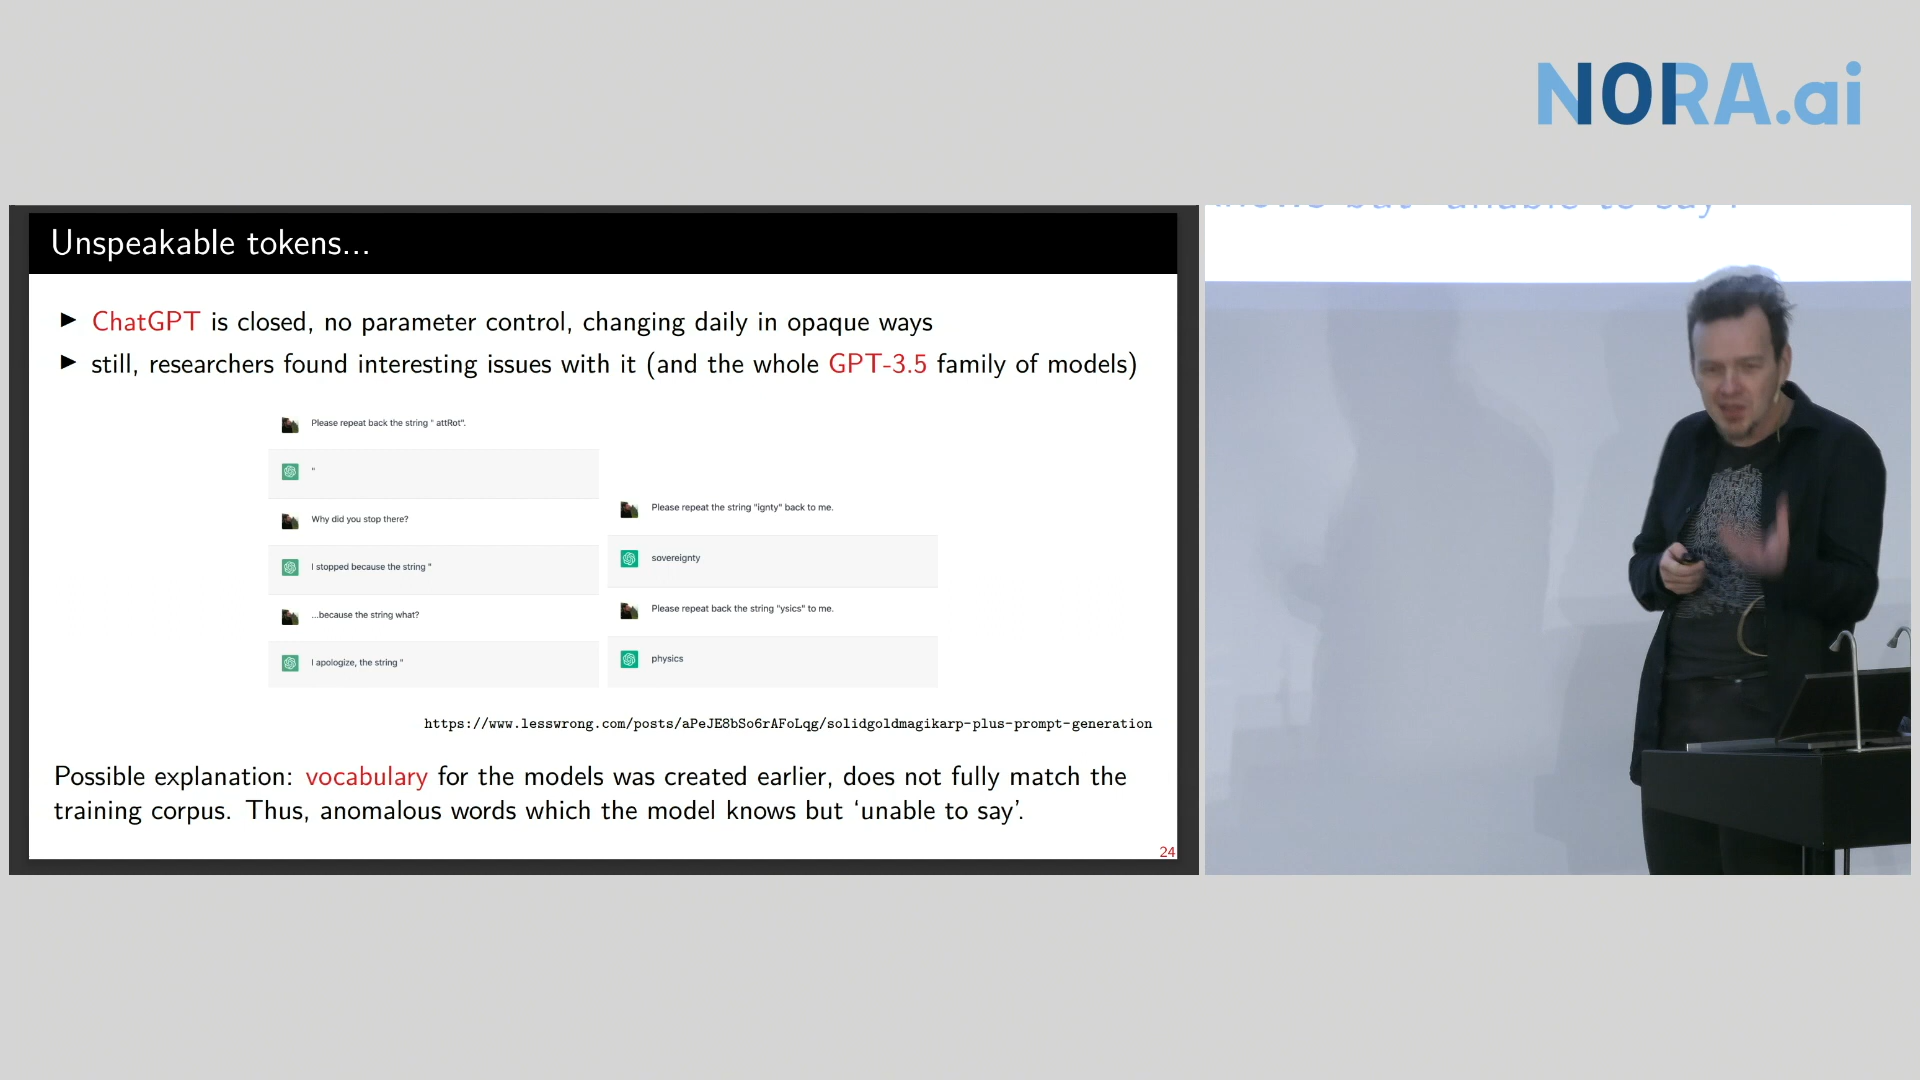 NORA.ai
Unspeakable tokens...
▶ ChatGPT is closed, no parameter control, changing daily in opaque ways
▶ still, researchers found interesting issues with it (and the whole GPT-3.5 family of models)
Please repeat back the string " attRot".
"
Why did you stop there?
I stopped because the string "
...because the string what?
I apologize, the string "
Please repeat the string "ignty" back to me.
sovereignty
Please repeat back the string "ysics" to me.
physics
https://www.lesswrong.com/posts/aPeJE8bSo6rAFoLqg/solidgoldmagikarp-plus-prompt-generation
Possible explanation: vocabulary for the models was created earlier, does not fully match the
training corpus. Thus, anomalous words which the model knows but ‘unable to say’.
24